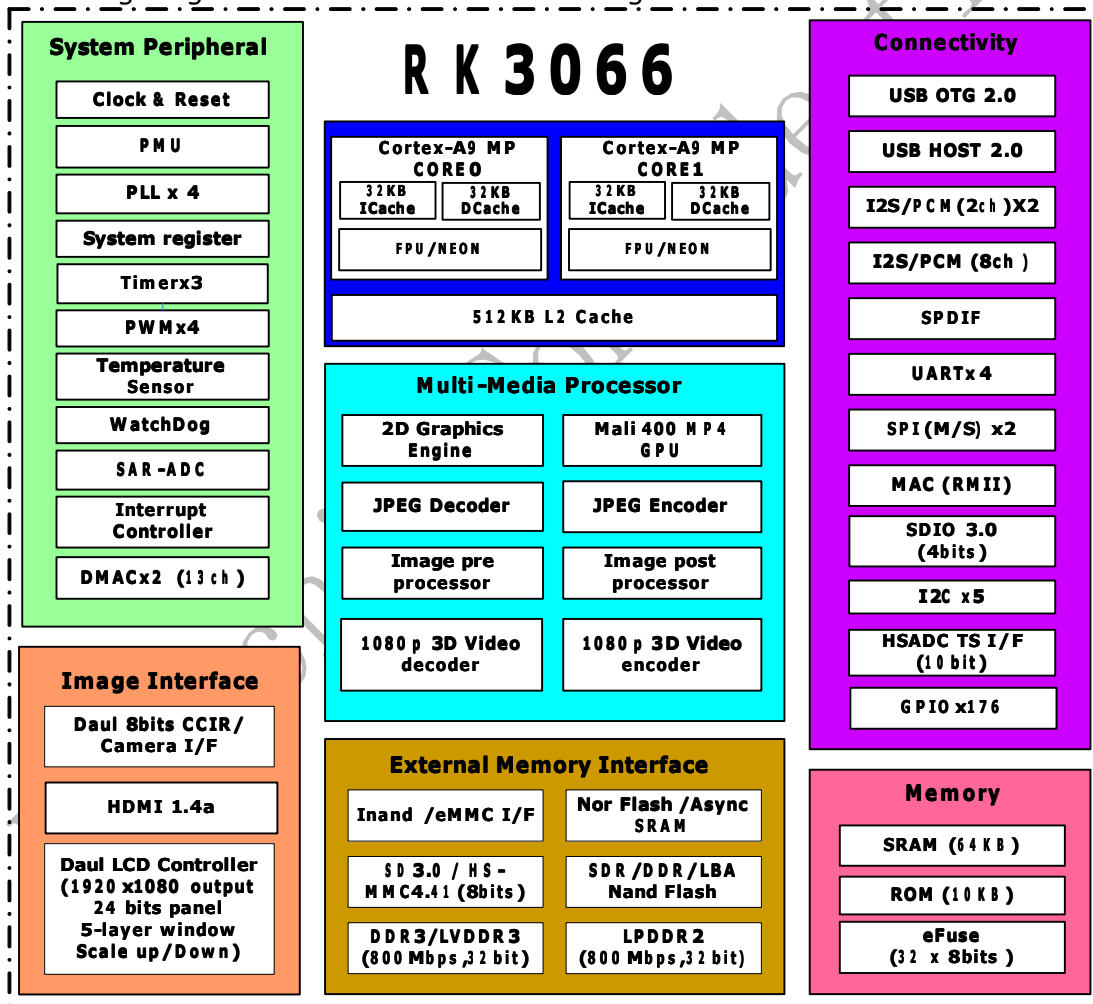 System Peripheral
Clock & Reset
PMU
PLL x 4
System register
Timerx3
PWMx4
Temperature
Sensor
WatchDog
SAR-ADC
Interrupt
Controller
DMACx2 (13ch)
Image Interface
Daul 8bits CCIR/
Camera I/F
HDMI 1.4a
Daul LCD Controller
(1920x1080 output
24 bits panel
5-layer window
Scale up/Down)
RK3066
Cortex-A9 MP
CORE0
32KB
ICache
32KB
DCache
FPU/NEON
Cortex-A9 MP
CORE1
32KB
ICache
32KB
DCache
FPU/NEON
512KB L2 Cache
Multi-Media Processor
2D Graphics
Engine
Mali 400 MP4
GPU
JPEG Decoder
JPEG Encoder
Image pre
processor
Image post
processor
1080p 3D Video
decoder
1080p 3D Video
encoder
External Memory Interface
Inand /eMMC I/F
Nor Flash /Async
SRAM
SD3.0 / HS-
MMC4.41 (8bits)
SDR /DDR/LBA
Nand Flash
DDR3/LVDDR3
(800Mbps,32bit)
LPDDR2
(800Mbps,32bit)
Connectivity
USB OTG 2.0
USB HOST 2.0
I2S/PCM(2ch)X2
I2S/PCM (8ch)
SPDIF
UARTx4
SPI(M/S) x2
MAC (RMII)
SDIO 3.0
(4bits)
I2C x5
HSADC TS I/F
(10bit)
GPIO x176
Memory
SRAM (64KB)
ROM (10KB)
eFuse
(32 x 8bits)